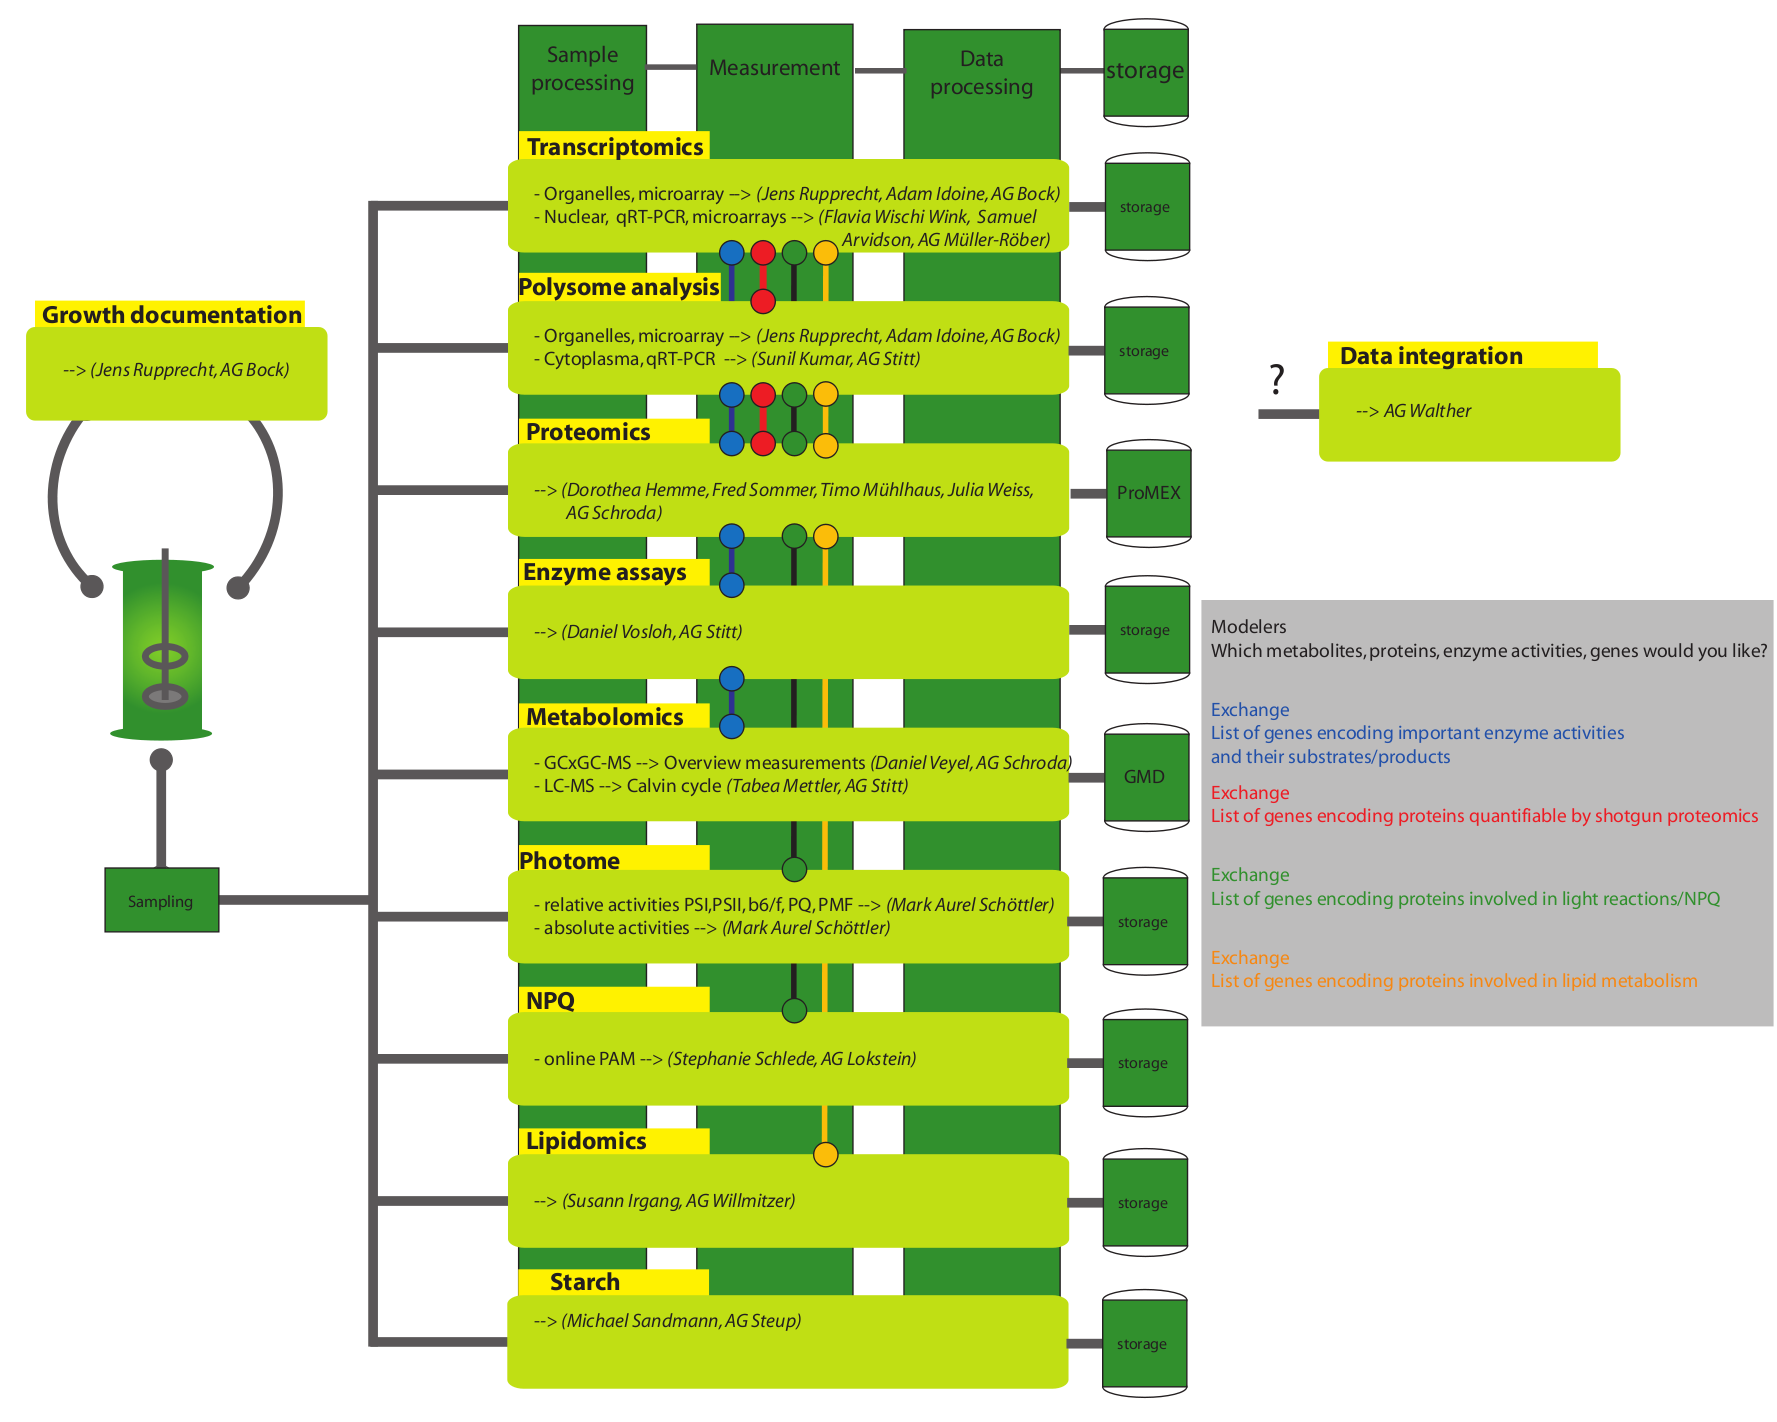 Sample
processing
Measurement
Data
processing
storage
Transcriptomics
- Organelles, microarray --> (Jens Rupprecht, Adam Idoine, AG Bock)
- Nuclear, qRT-PCR, microarrays --> (Flavia Wischi Wink, Samuel
Arvidson, AG Müller-Röber)
storage
Polysome analysis
- Organelles, microarray --> (Jens Rupprecht, Adam Idoine, AG Bock)
- Cytoplasma, qRT-PCR --> (Sunil Kumar, AG Stitt)
storage
Growth documentation
--> (Jens Rupprecht, AG Bock)
Data integration
?
--> AG Walther
Proteomics
--> (Dorothea Hemme, Fred Sommer, Timo Mühlhaus, Julia Weiss,
AG Schroda)
ProMEX
Enzyme assays
--> (Daniel Vosloh, AG Stitt)
storage
Metabolomics
- GCxGC-MS --> Overview measurements (Daniel Veyel, AG Schroda)
- LC-MS --> Calvin cycle (Tabea Mettler, AG Stitt)
GMD
Photome
- relative activities PSI,PSII, b6/f, PQ, PMF --> (Mark Aurel Schöttler)
- absolute activities --> (Mark Aurel Schöttler)
storage
Sampling
NPQ
- online PAM --> (Stephanie Schlede, AG Lokstein)
storage
Lipidomics
--> (Susann Irgang, AG Willmitzer)
storage
Starch
--> (Michael Sandmann, AG Steup)
storage
Modelers
Which metabolites, proteins, enzyme activities, genes would you like?
Exchange
List of genes encoding important enzyme activities
and their substrates/products
Exchange
List of genes encoding proteins quantifiable by shotgun proteomics
Exchange
List of genes encoding proteins involved in light reactions/NPQ
Exchange
List of genes encoding proteins involved in lipid metabolism